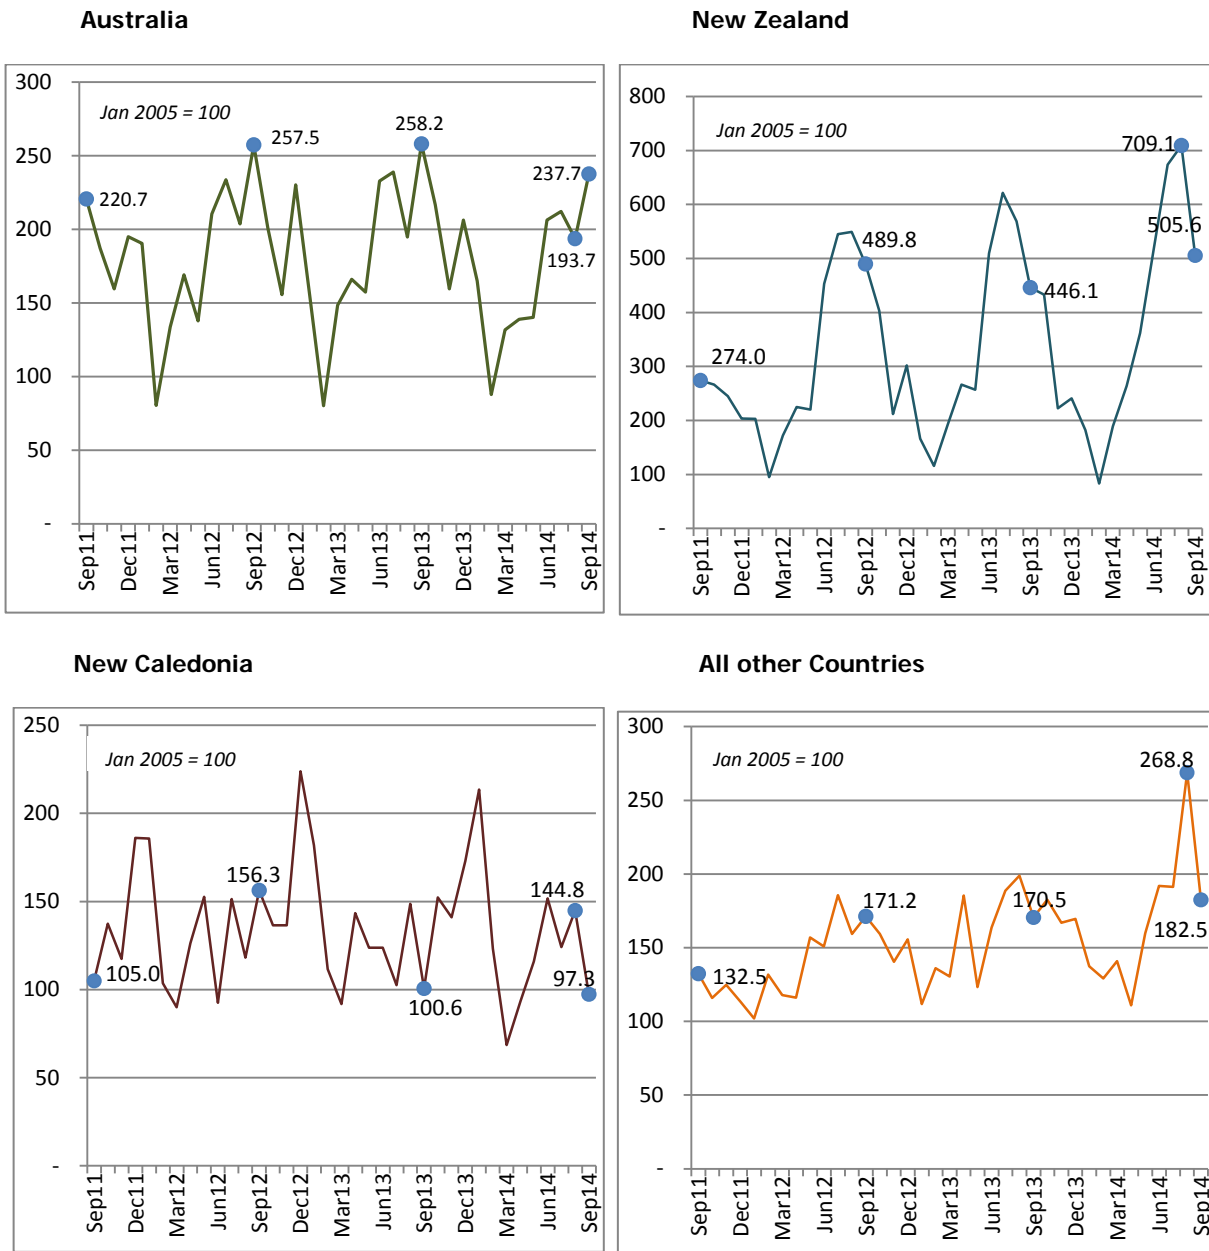 Australia
300
250
200
150
100
50
-
Jan 2005 = 100
220.7
257.5
258.2
237.7
193.7
Sep11
Dec11
Mar12
Jun12
Sep12
Dec12
Mar13
Jun13
Sep13
Dec13
Mar14
Jun14
Sep14
New Zealand
800
700
600
500
400
300
200
100
-
Jan 2005 = 100
274.0
489.8
446.1
709.1
505.6
Sep11
Dec11
Mar12
Jun12
Sep12
Dec12
Mar13
Jun13
Sep13
Dec13
Mar14
Jun14
Sep14
New Caledonia
250
200
150
100
50
-
Jan 2005 = 100
105.0
156.3
100.6
144.8
97.3
Sep11
Dec11
Mar12
Jun12
Sep12
Dec12
Mar13
Jun13
Sep13
Dec13
Mar14
Jun14
Sep14
All other Countries
300
250
200
150
100
50
-
Jan 2005 = 100
132.5
171.2
170.5
268.8
182.5
Sep11
Dec11
Mar12
Jun12
Sep12
Dec12
Mar13
Jun13
Sep13
Dec13
Mar14
Jun14
Sep14